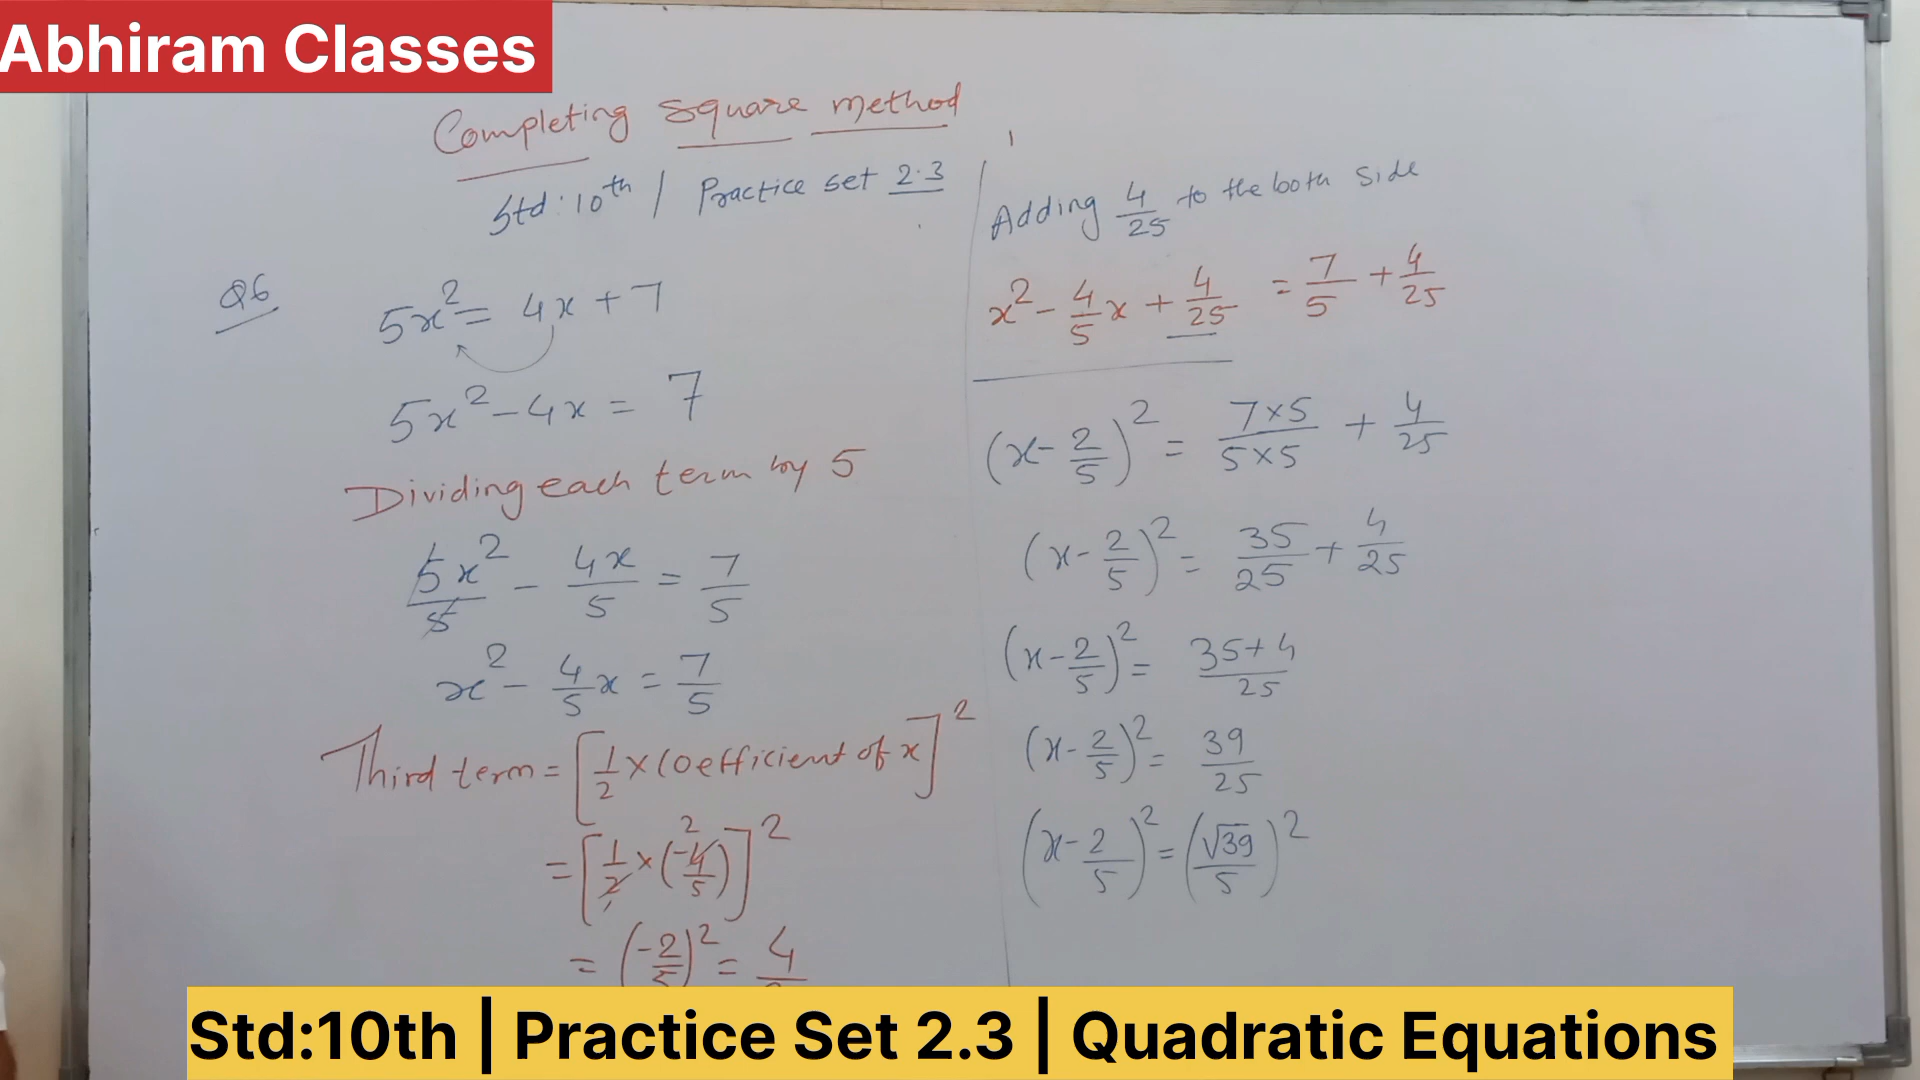 Abhiram Classes
Completing square method
Std: 10th | Practice set 2.3
Q6
5x² = 4x + 7
5x² - 4x = 7
Dividing each term by 5
5x²/5 - 4x/5 = 7/5
x² - 4/5 x = 7/5
Third term = [1/2 × Coefficient of x]²
= [1/2 × (-4/5)]²
= (-2/5)² = 4
Adding 4/25 to the both side
x² - 4/5 x + 4/25 = 7/5 + 4/25
(x - 2/5)² = 7×5/5×5 + 4/25
(x - 2/5)² = 35/25 + 4/25
(x - 2/5)² = 35+4/25
(x - 2/5)² = 39/25
(x - 2/5)² = (√39/5)²
Std:10th | Practice Set 2.3 | Quadratic Equations